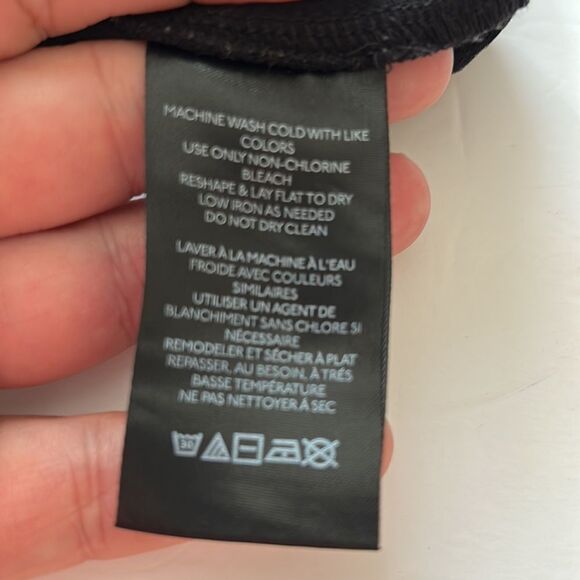 MACHINE WASH COLD WITH LIKE
COLORS
USE ONLY NON-CHLORINE
BLEACH
RESHAPE & LAY FLAT TO DRY
LOW IRON AS NEEDED
DO NOT DRY CLEAN
LAVER À LA MACHINE À L'EAU
FROIDE AVEC COULEURS
SIMILAIRES
UTILISER UN AGENT DE
BLANCHIMENT SANS CHLORE SI
NÉCESSAIRE
REMODELER ET SÉCHER À PLAT
REPASSER, AU BESOIN, À TRÉS
BASSE TEMPÉRATURE
NE PAS NETTOYER À SEC
30